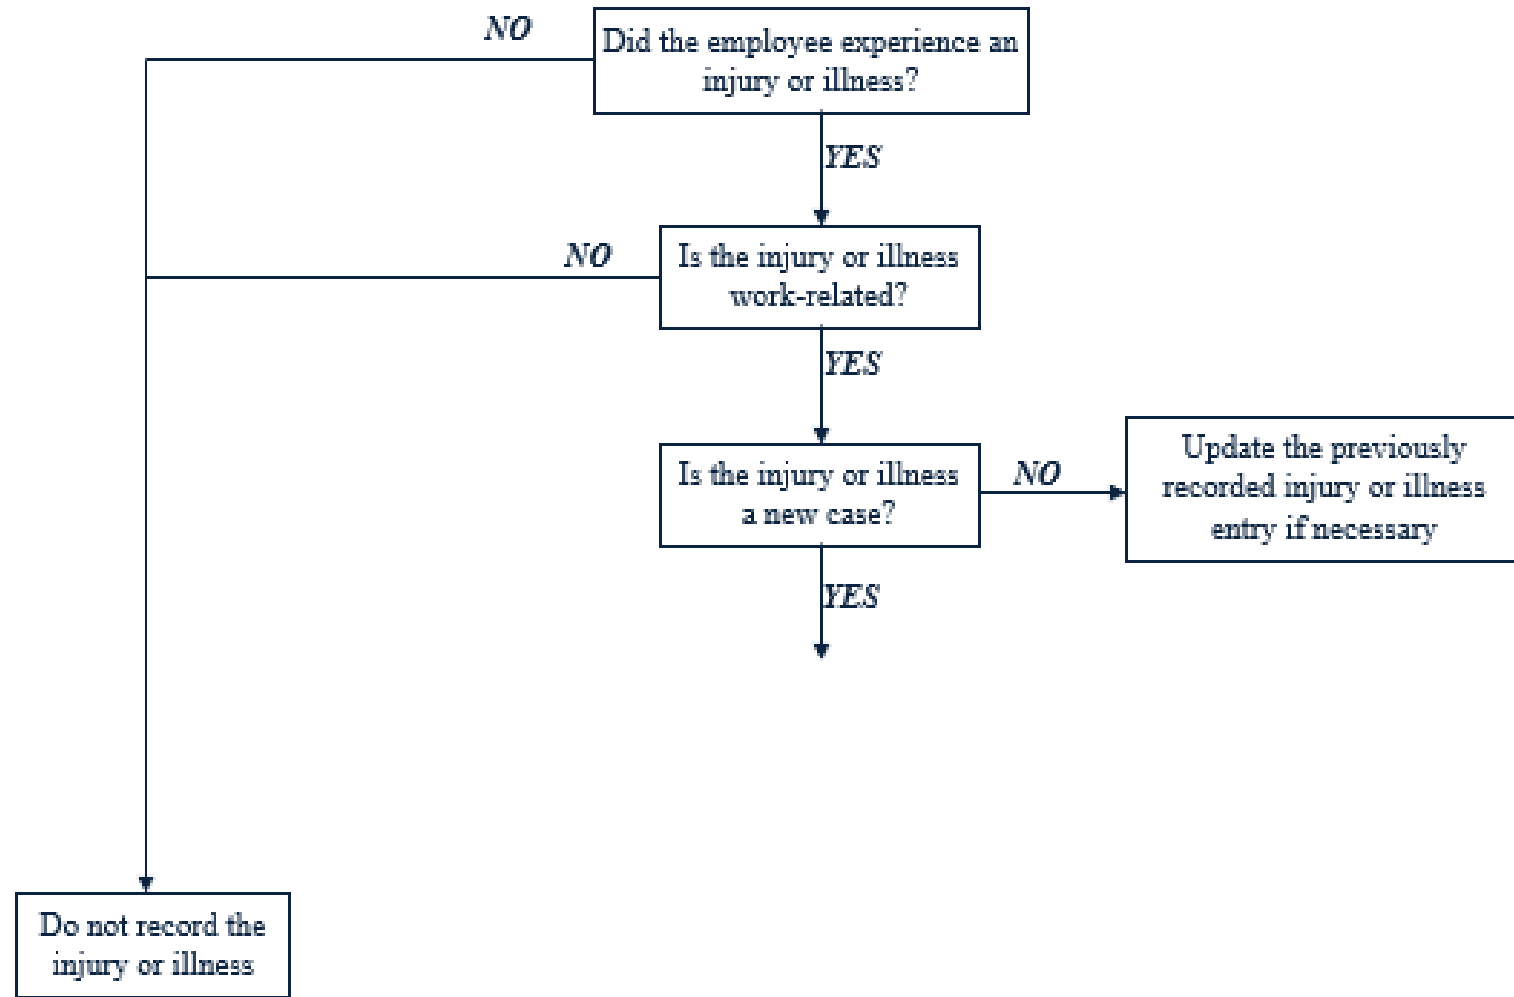 NO
Did the employee experience an
injury or illness?
YES
NO
Is the injury or illness
work-related?
YES
Is the injury or illness
a new case?
NO
Update the previously
recorded injury or illness
entry if necessary
YES
Do not record the
injury or illness